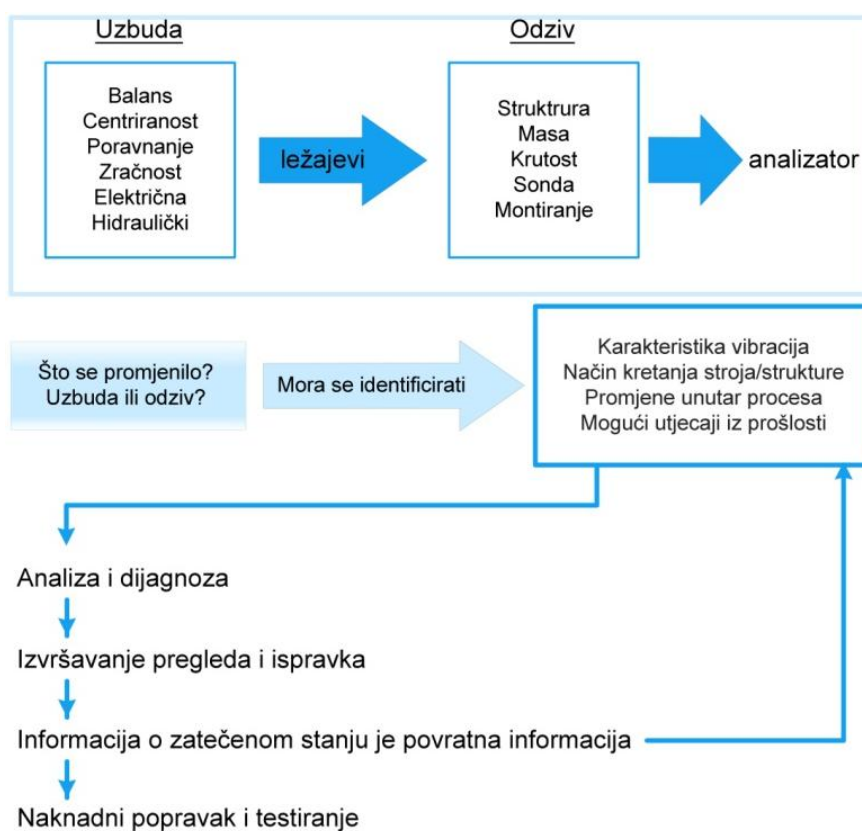 Uzbuda
Odziv
Balans
Centriranost
Poravnanje
Zračnost
Električna
Hidraulički
ležajevi
Struktrura
Masa
Krutost
Sonda
Montiranje
analizator
Što se promjenilo?
Uzbuda ili odziv?
Mora se identificirati
Karakteristika vibracija
Način kretanja stroja/strukture
Promjene unutar procesa
Mogući utjecaji iz prošlosti
Analiza i dijagnoza
Izvršavanje pregleda i ispravka
Informacija o zatečenom stanju je povratna informacija
Naknadni popravak i testiranje